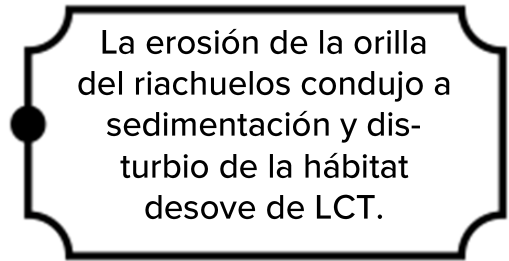 La erosión de la orilla
del riachuelos condujo a
sedimentación y dis-
turbio de la hábitat
desove de LCT.